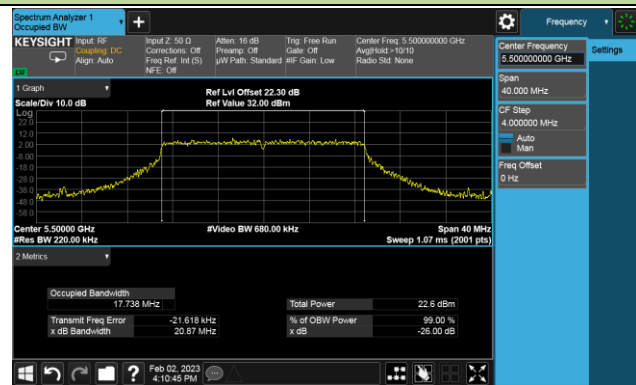 Spectrum Analyzer 1
Occupied BW
+
Frequency
KEYSIGHT
Input: RF
Coupling: DC
Align: Auto
Input Z: 50 Ω
Corrections: Off
Freq Ref: Int (S)
NFE: Off
Atten: 16 dB
Preamp: Off
µW Path: Standard
Trig: Free Run
Gate: Off
#IF Gain: Low
Center Freq: 5.500000000 GHz
Avg|Hold:>10/10
Radio Std: None
Center Frequency
5.500000000 GHz
Settings
Span
40.000 MHz
CF Step
4.000000 MHz
Auto
Man
Freq Offset
0 Hz
1 Graph
Scale/Div 10.0 dB
Ref Lvl Offset 22.30 dB
Ref Value 32.00 dBm
Log
22.0
12.0
2.00
-8.00
-18.0
-28.0
-38.0
-48.0
-58.0
Center 5.50000 GHz
#Video BW 680.00 kHz
Span 40 MHz
#Res BW 220.00 kHz
Sweep 1.07 ms (2001 pts)
2 Metrics
Occupied Bandwidth
17.738 MHz
Total Power 22.6 dBm
Transmit Freq Error -21.618 kHz
% of OBW Power 99.00 %
x dB Bandwidth 20.87 MHz
x dB -26.00 dB
?
Feb 02, 2023
4:10:45 PM